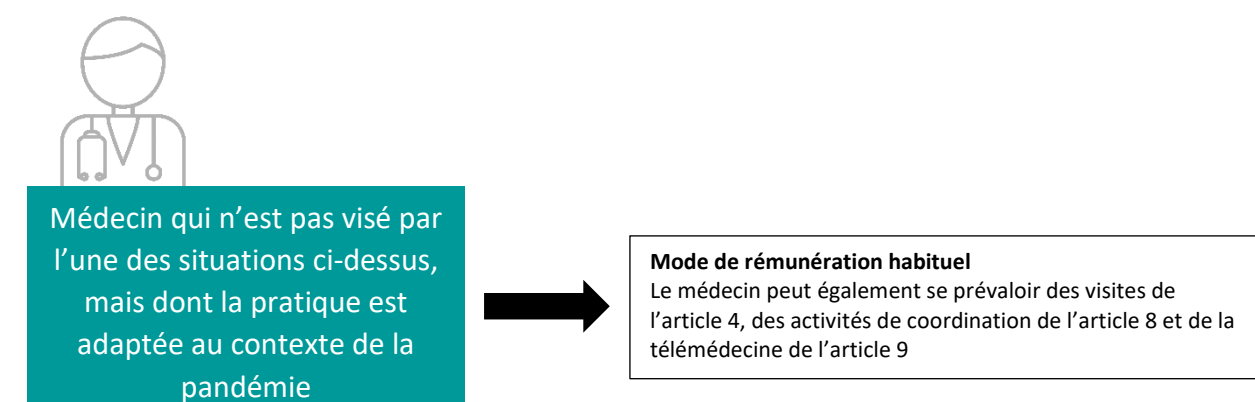 Médecin qui n’est pas visé par
l’une des situations ci-dessus,
mais dont la pratique est
adaptée au contexte de la
pandémie
Mode de rémunération habituel
Le médecin peut également se prévaloir des visites de
l’article 4, des activités de coordination de l’article 8 et de la
télémédecine de l’article 9